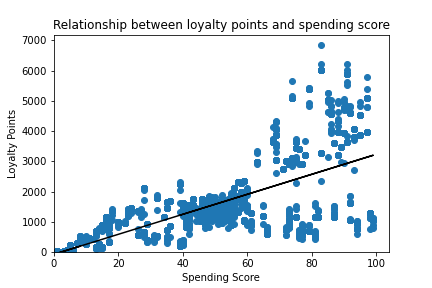 Relationship between loyalty points and spending score
7000
6000
5000
4000
3000
2000
1000
0
Loyalty Points
0 20 40 60 80 100
Spending Score